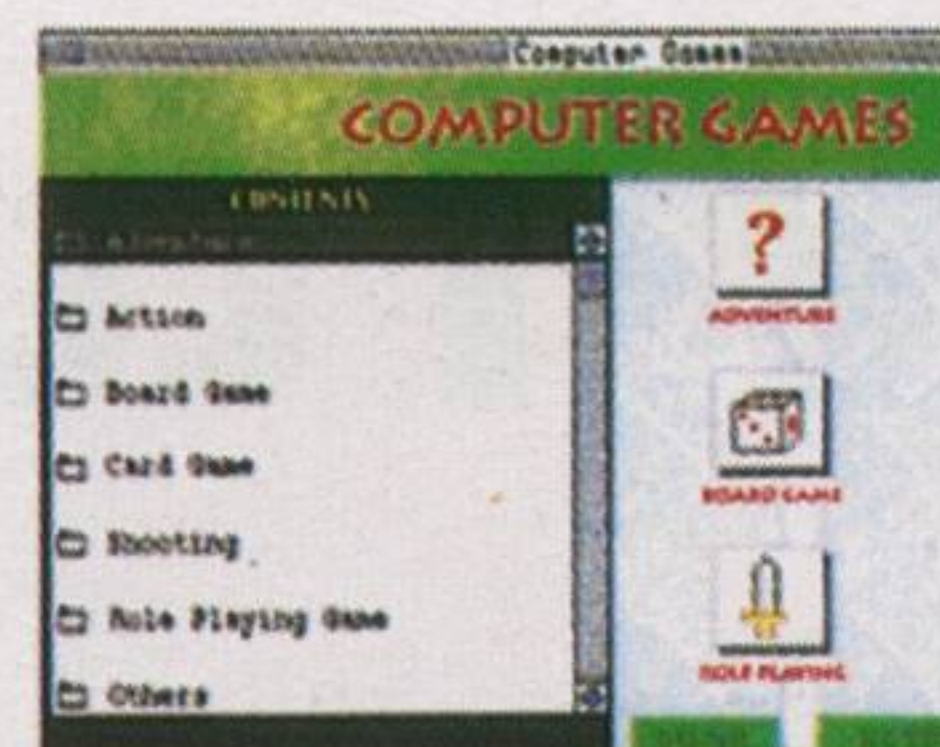 Computer Games
COMPUTER GAMES
CONTENTS
Adventure
Action
Board Game
Card Game
Shooting
Role Playing Game
Others
ADVENTURE
BOARD GAME
ROLE PLAYING